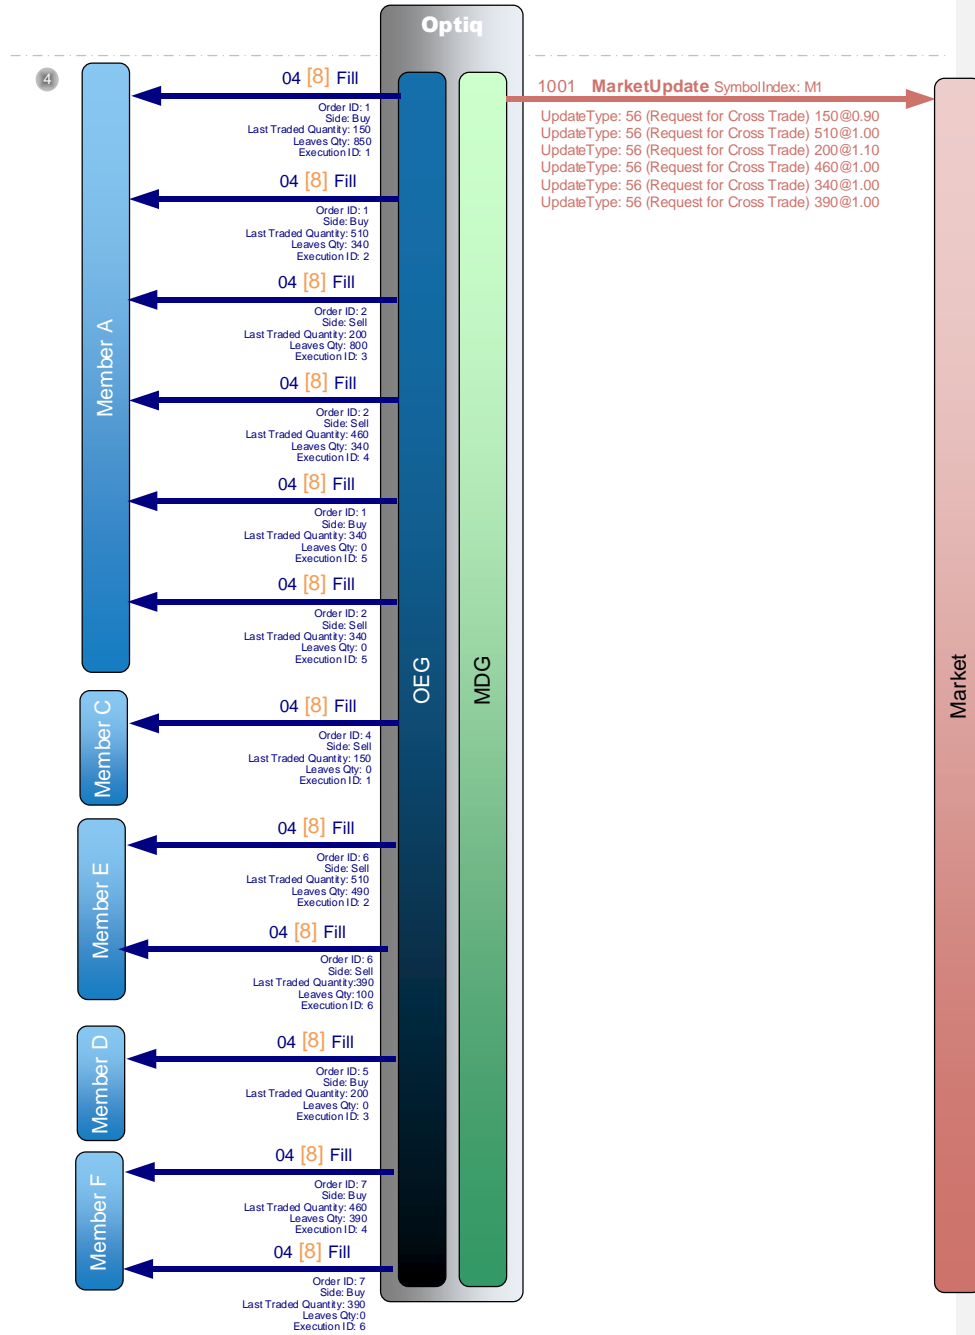 Optiq
4
04 [8] Fill
Order ID: 1
Side: Buy
Last Traded Quantity: 150
Leaves Qty: 850
Execution ID: 1
04 [8] Fill
Order ID: 1
Side: Buy
Last Traded Quantity: 510
Leaves Qty: 340
Execution ID: 2
04 [8] Fill
Order ID: 2
Side: Sell
Last Traded Quantity: 200
Leaves Qty: 800
Execution ID: 3
04 [8] Fill
Order ID: 2
Side: Sell
Last Traded Quantity: 460
Leaves Qty: 340
Execution ID: 4
04 [8] Fill
Order ID: 1
Side: Buy
Last Traded Quantity: 340
Leaves Qty: 0
Execution ID: 5
04 [8] Fill
Order ID: 2
Side: Sell
Last Traded Quantity: 340
Leaves Qty: 0
Execution ID: 5
Member A
04 [8] Fill
Order ID: 4
Side: Sell
Last Traded Quantity: 150
Leaves Qty: 0
Execution ID: 1
Member C
04 [8] Fill
Order ID: 6
Side: Sell
Last Traded Quantity: 510
Leaves Qty: 490
Execution ID: 2
04 [8] Fill
Order ID: 6
Side: Sell
Last Traded Quantity:390
Leaves Qty:100
Execution ID: 6
Member E
04 [8] Fill
Order ID: 5
Side: Buy
Last Traded Quantity: 200
Leaves Qty: 0
Execution ID: 3
Member D
04 [8] Fill
Order ID: 7
Side: Buy
Last Traded Quantity: 460
Leaves Qty: 390
Execution ID: 4
04 [8] Fill
Order ID: 7
Side: Buy
Last Traded Quantity: 390
Leaves Qty:0
Execution ID: 6
Member F
OEG
MDG
1001 MarketUpdate SymbolIndex: M1
UpdateType: 56 (Request for Cross Trade) 150@0.90
UpdateType: 56 (Request for Cross Trade) 510@1.00
UpdateType: 56 (Request for Cross Trade) 200@1.10
UpdateType: 56 (Request for Cross Trade) 460@1.00
UpdateType: 56 (Request for Cross Trade) 340@1.00
UpdateType: 56 (Request for Cross Trade) 390@1.00
Market